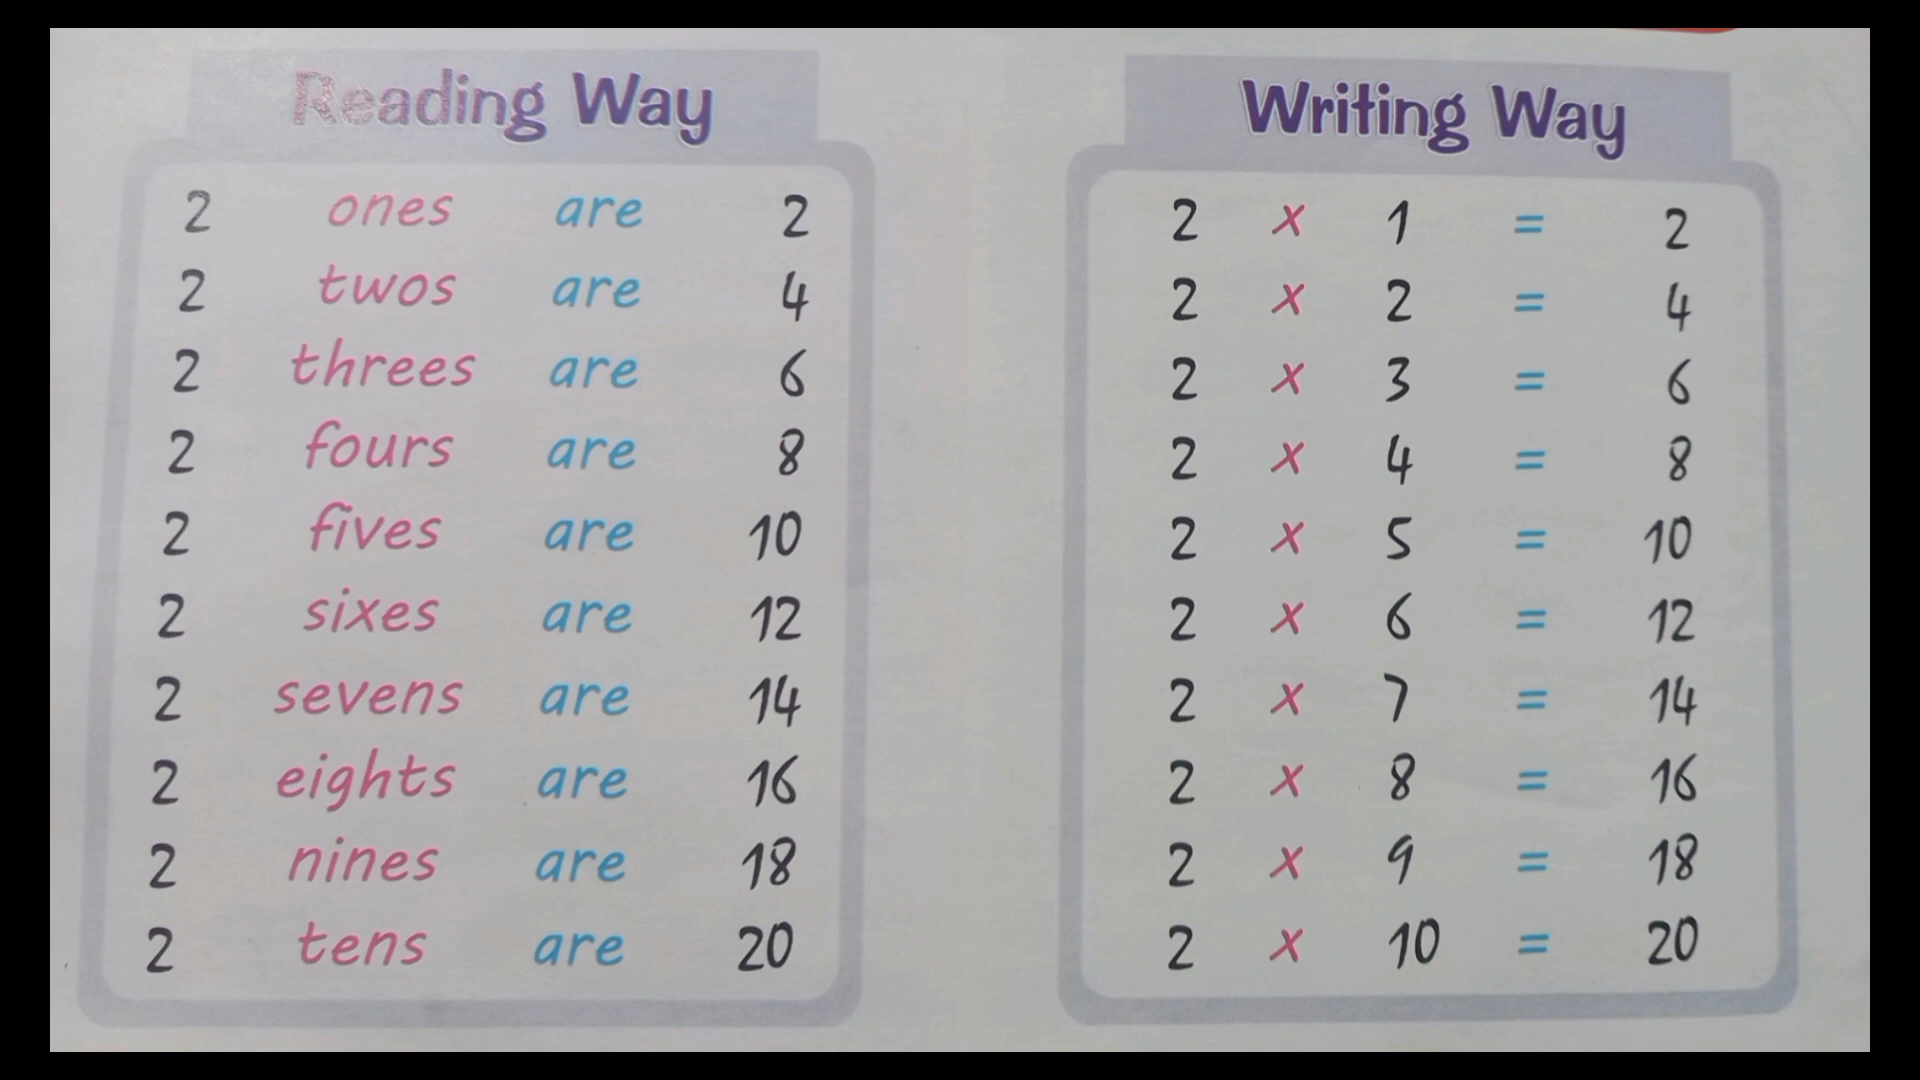 Reading Way
2 ones are 2
2 twos are 4
2 threes are 6
2 fours are 8
2 fives are 10
2 sixes are 12
2 sevens are 14
2 eights are 16
2 nines are 18
2 tens are 20
Writing Way
2 x 1 = 2
2 x 2 = 4
2 x 3 = 6
2 x 4 = 8
2 x 5 = 10
2 x 6 = 12
2 x 7 = 14
2 x 8 = 16
2 x 9 = 18
2 x 10 = 20